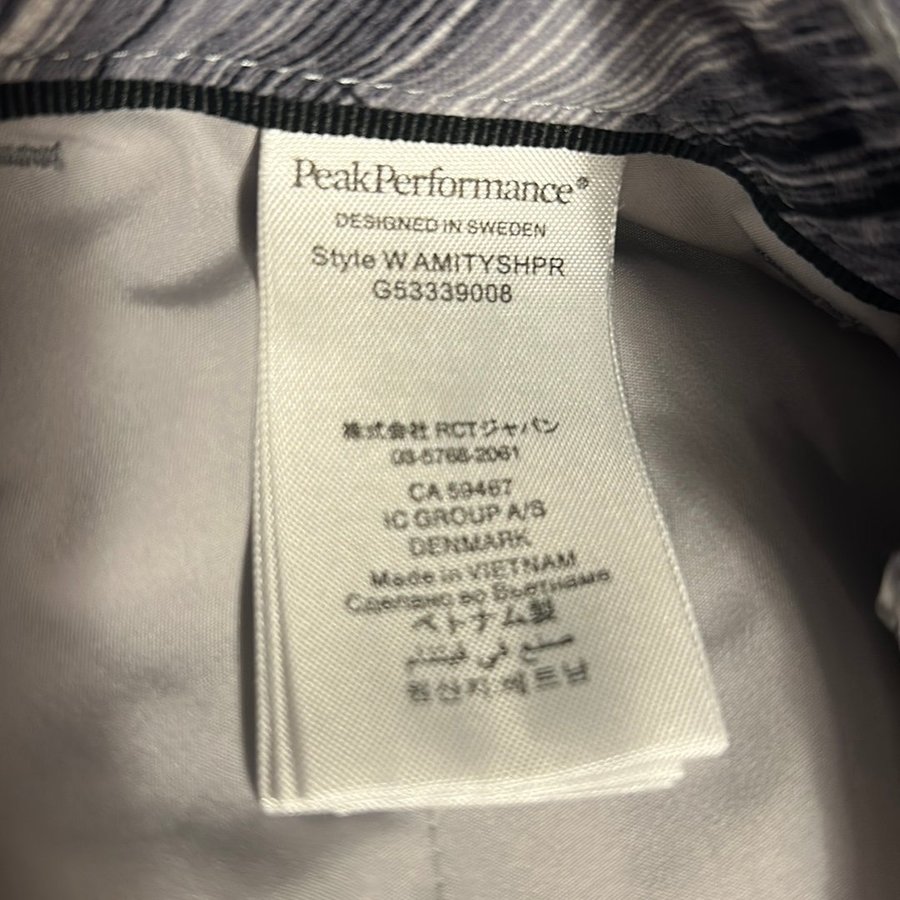 PeakPerformance®
DESIGNED IN SWEDEN
Style W AMITYSHPR
G53339008
株式会社 RCTジャパン
03-5768-2061
CA 59467
IC GROUP A/S
DENMARK
Made in VIETNAM
Сделано во Вьетнаме
ベトナム製
صنع في فيتنام
원산지 베트남